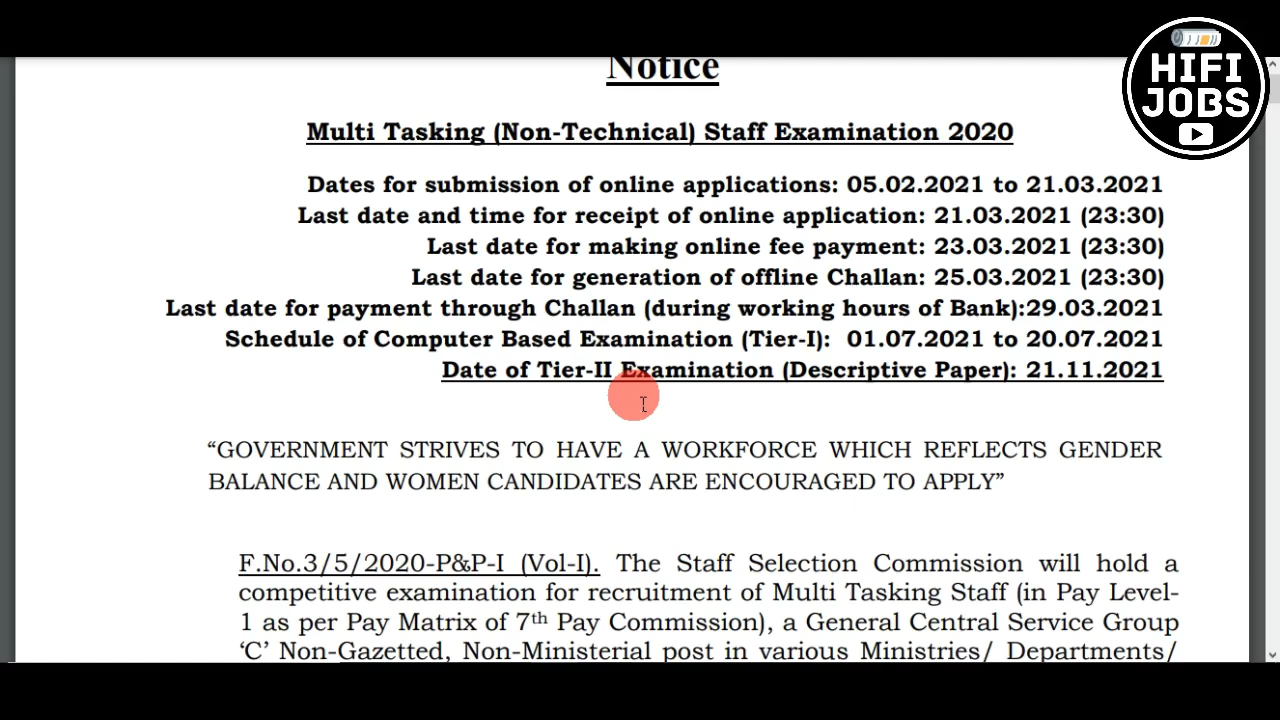 Notice
HIFI
JOBS
Multi Tasking (Non-Technical) Staff Examination 2020
Dates for submission of online applications: 05.02.2021 to 21.03.2021
Last date and time for receipt of online application: 21.03.2021 (23:30)
Last date for making online fee payment: 23.03.2021 (23:30)
Last date for generation of offline Challan: 25.03.2021 (23:30)
Last date for payment through Challan (during working hours of Bank):29.03.2021
Schedule of Computer Based Examination (Tier-I): 01.07.2021 to 20.07.2021
Date of Tier-II Examination (Descriptive Paper): 21.11.2021
“GOVERNMENT STRIVES TO HAVE A WORKFORCE WHICH REFLECTS GENDER
BALANCE AND WOMEN CANDIDATES ARE ENCOURAGED TO APPLY”
F.No.3/5/2020-P&P-I (Vol-I). The Staff Selection Commission will hold a
competitive examination for recruitment of Multi Tasking Staff (in Pay Level-
1 as per Pay Matrix of 7th Pay Commission), a General Central Service Group
‘C’ Non-Gazetted, Non-Ministerial post in various Ministries/ Departments/